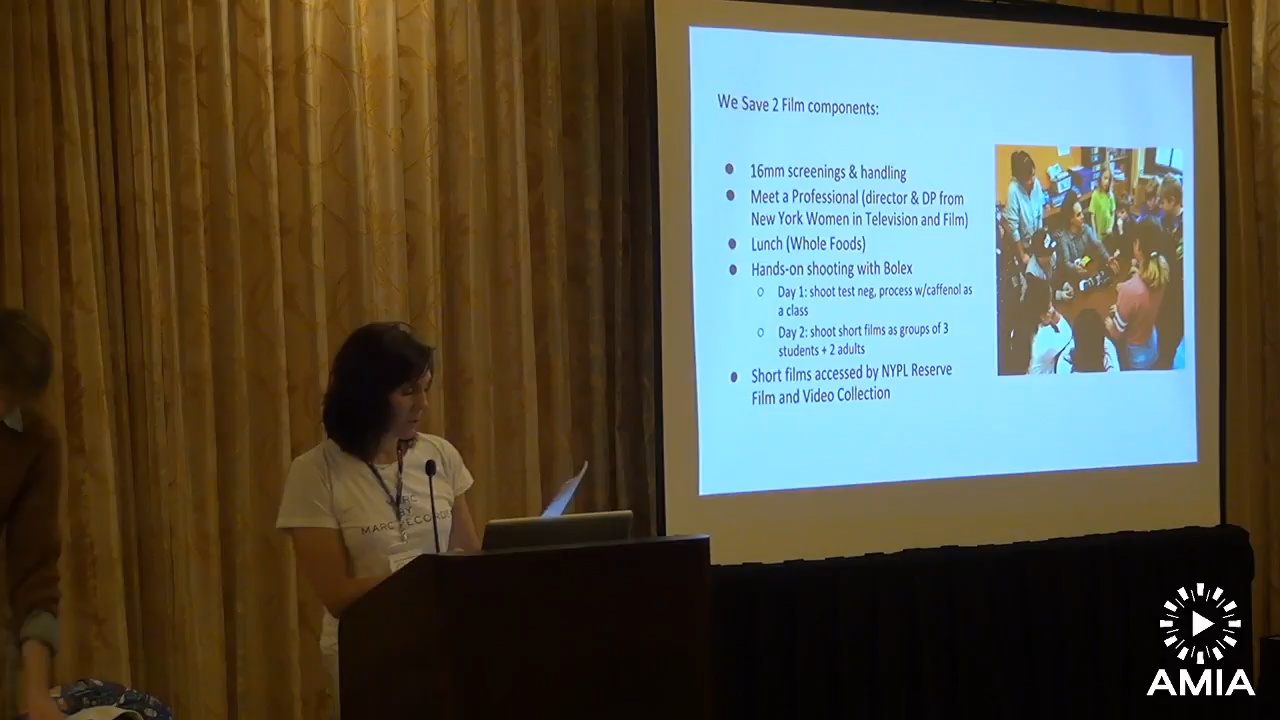 We Save 2 Film components:
● 16mm screenings & handling
● Meet a Professional (director & DP from
New York Women in Television and Film)
● Lunch (Whole Foods)
● Hands-on shooting with Bolex
○ Day 1: shoot test neg, process w/caffenol as
a class
○ Day 2: shoot short films as groups of 3
students + 2 adults
● Short films accessed by NYPL Reserve
Film and Video Collection
BY
MARC RECORDS
AMIA